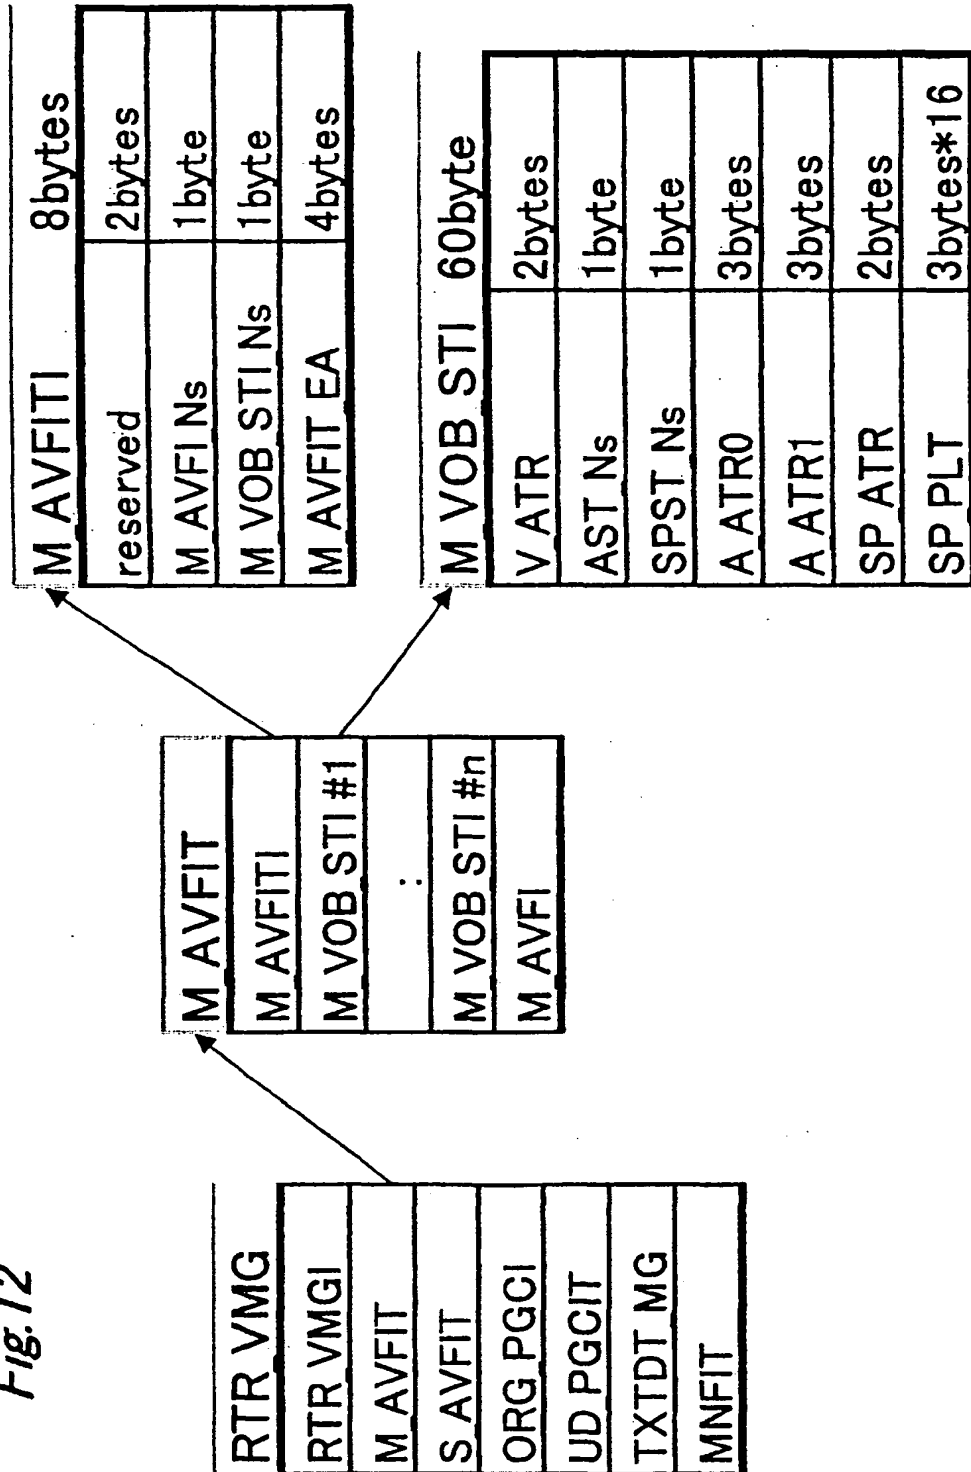 Fig.12
RTR VMG
RTR VMGI
M AVFIT
S AVFIT
ORG PGCI
UD PGCIT
TXTDT MG
MNFIT
M AVFIT
M AVFITI
M VOB STI #1
:
M VOB STI #n
M AVFI
M AVFITI 8bytes
reserved 2bytes
M AVFI Ns 1byte
M VOB STI Ns 1byte
M AVFIT EA 4bytes
M VOB STI 60byte
V ATR 2bytes
AST Ns 1byte
SPST Ns 1byte
A ATR0 3bytes
A ATR1 3bytes
SP ATR 2bytes
SP PLT 3bytes*16